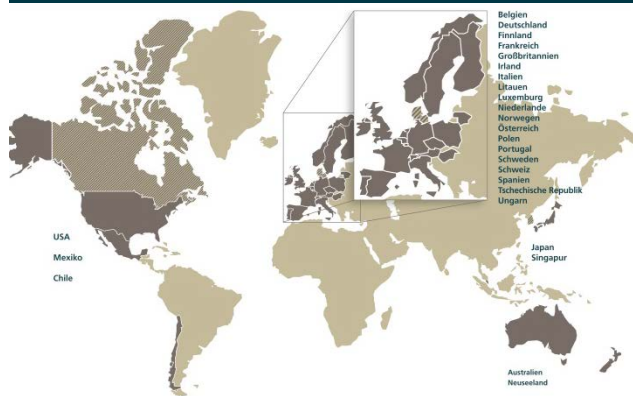 Belgien
Deutschland
Finnland
Frankreich
Großbritannien
Irland
Italien
Litauen
Luxemburg
Niederlande
Norwegen
Österreich
Polen
Portugal
Schweden
Schweiz
Spanien
Tschechische Republik
Ungarn
USA
Mexiko
Chile
Japan
Singapur
Australien
Neuseeland